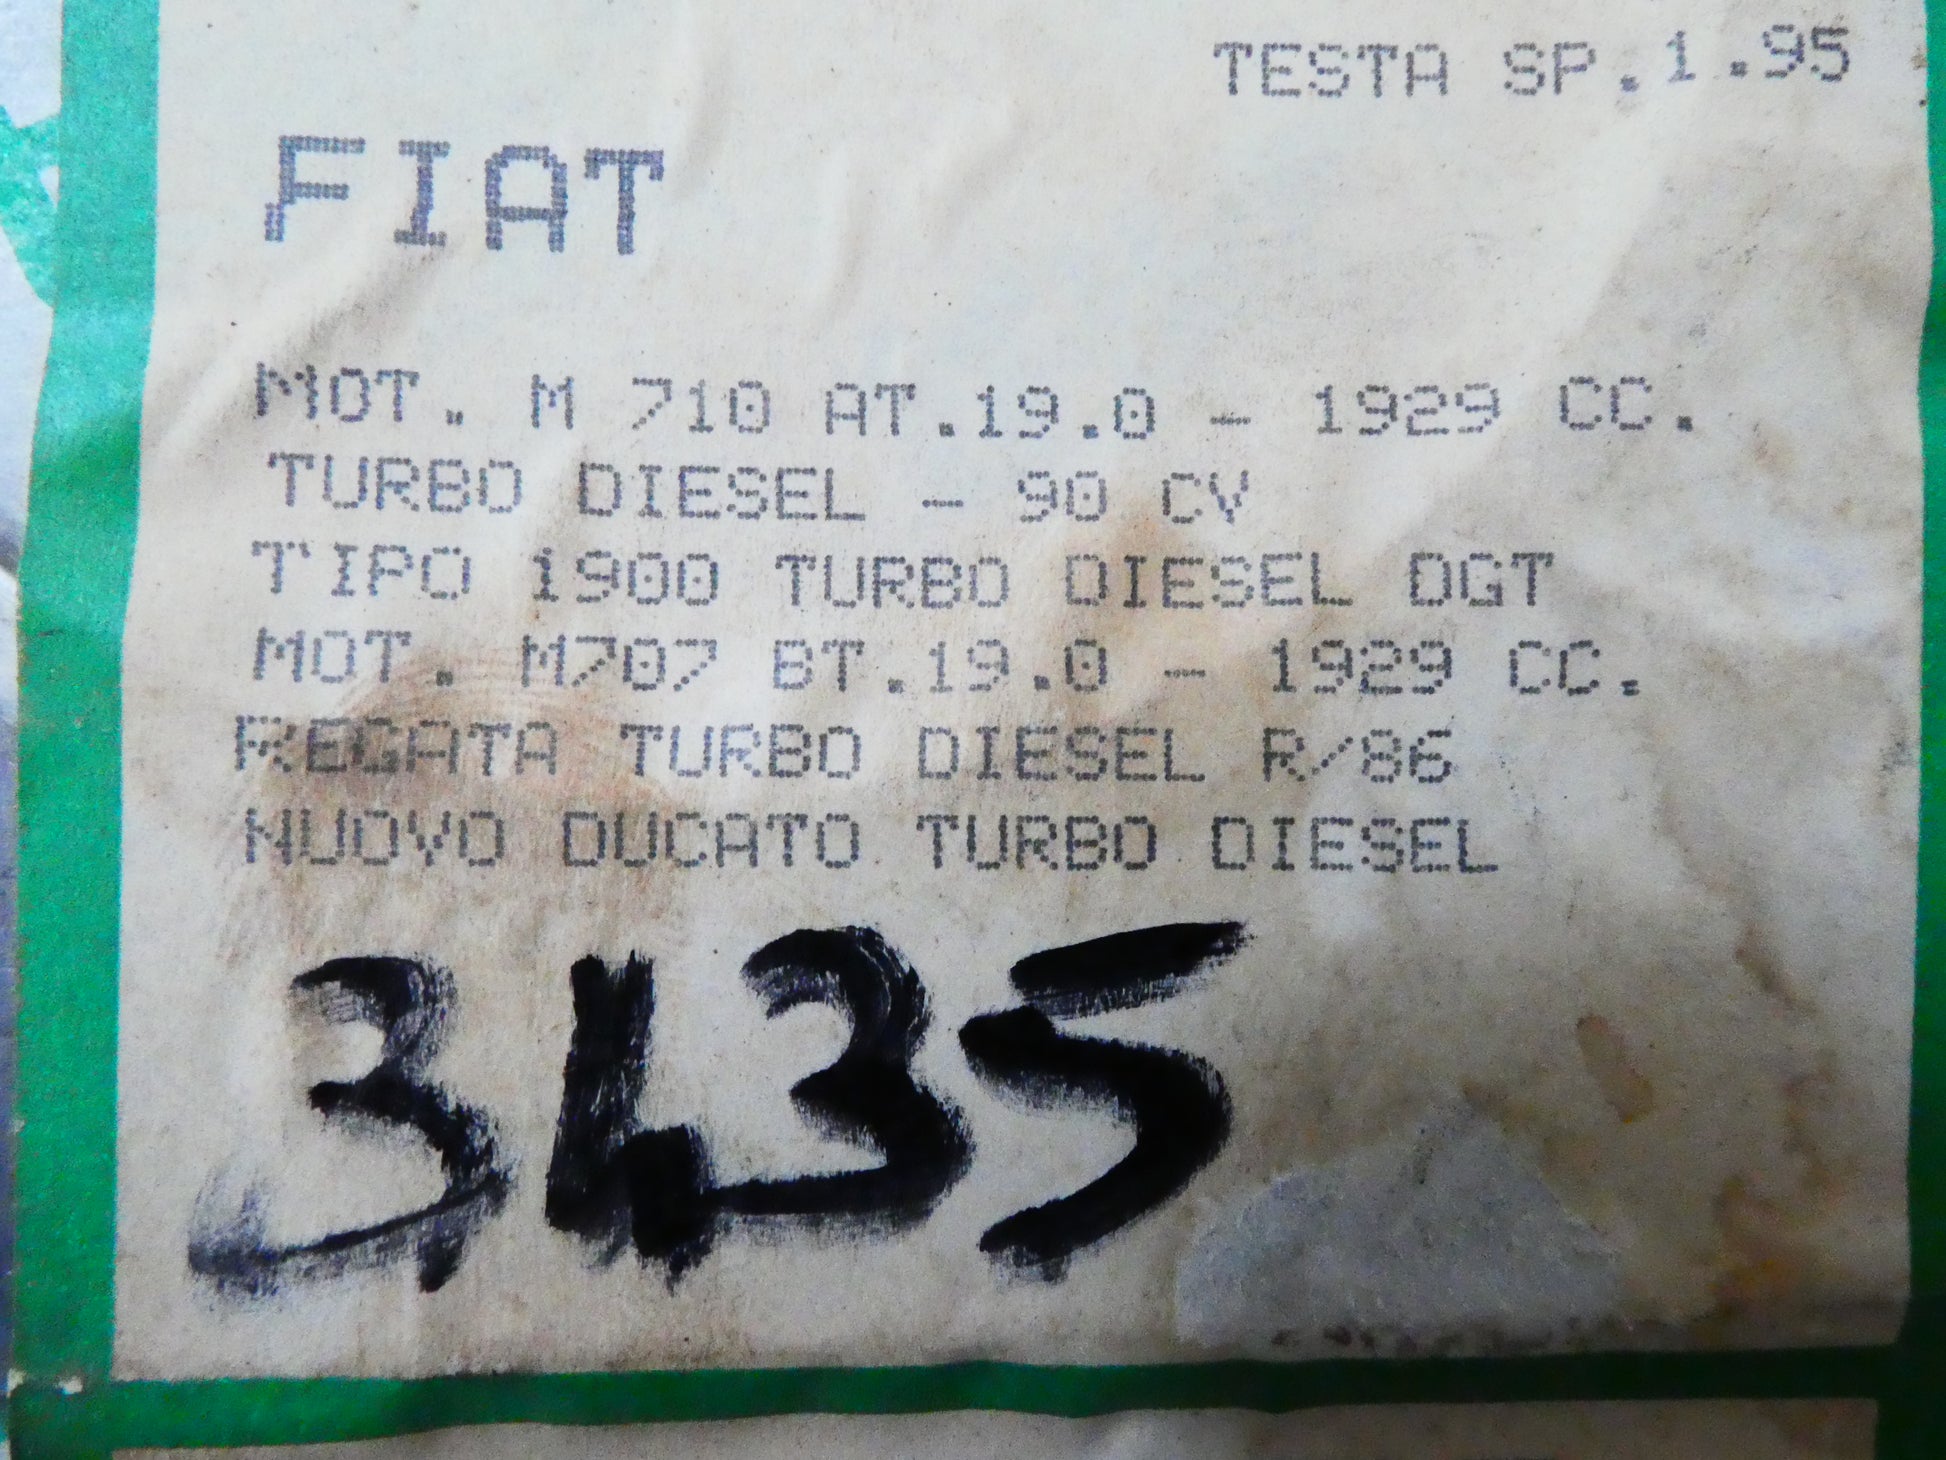 TESTA SP.1.95
FIAT
MOT. M 710 AT.19.0 - 1929 CC.
TURBO DIESEL - 90 CV
TIPO 1900 TURBO DIESEL DGT
MOT. M707 BT.19.0 - 1929 CC.
REGATA TURBO DIESEL R/86
NUOVO DUCATO TURBO DIESEL
3435